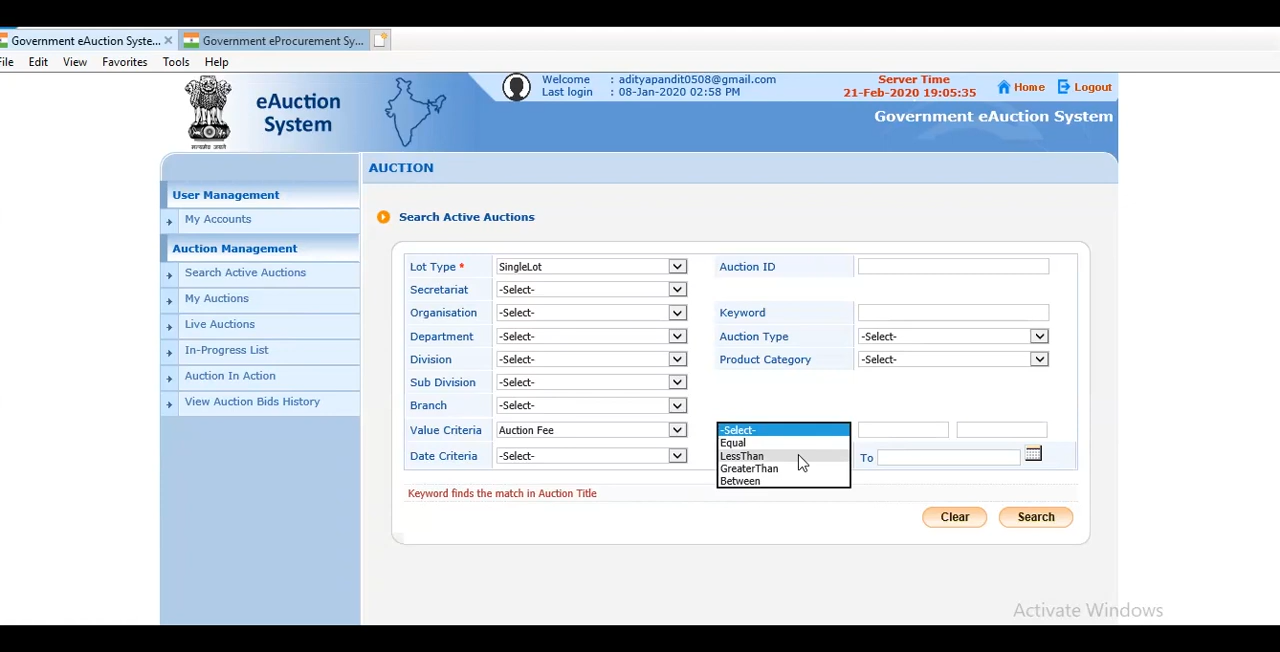 Government eAuction Syste...
Government eProcurement Sy...
File Edit View Favorites Tools Help
सत्यमेव जयते
eAuction
System
Welcome : adityapandit0508@gmail.com
Last login : 08-Jan-2020 02:58 PM
Server Time
21-Feb-2020 19:05:35
Home
Logout
Government eAuction System
User Management
My Accounts
Auction Management
Search Active Auctions
My Auctions
Live Auctions
In-Progress List
Auction In Action
View Auction Bids History
AUCTION
Search Active Auctions
Lot Type * SingleLot Auction ID
Secretariat -Select-
Organisation -Select- Keyword
Department -Select- Auction Type -Select-
Division -Select- Product Category -Select-
Sub Division -Select-
Branch -Select-
Value Criteria Auction Fee -Select-
Equal
Date Criteria -Select- LessThan To
GreaterThan
Between
Keyword finds the match in Auction Title
Clear Search
Activate Windows